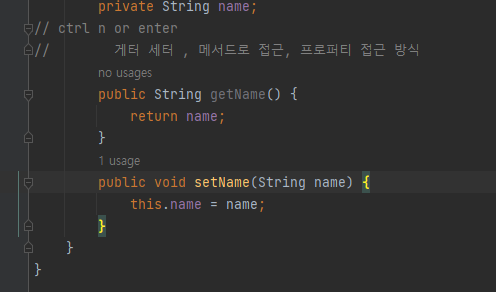 private String name;
// ctrl n or enter
// 게터 세터 , 메서드로 접근, 프로퍼티 접근 방식
no usages
public String getName() {
return name;
}
1 usage
public void setName(String name) {
this.name = name;
}
}
}